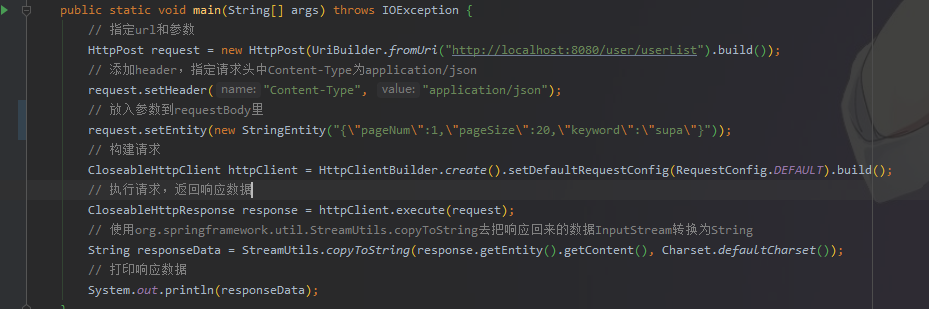 public static void main(String[] args) throws IOException {
// 指定url和参数
HttpPost request = new HttpPost(UriBuilder.fromUri("http://localhost:8080/user/userList").build());
// 添加header，指定请求头中Content-Type为application/json
request.setHeader( name: "Content-Type", value: "application/json");
// 放入参数到requestBody里
request.setEntity(new StringEntity("{\"pageNum\":1,\"pageSize\":20,\"keyword\":\"supa\"}"));
// 构建请求
CloseableHttpClient httpClient = HttpClientBuilder.create().setDefaultRequestConfig(RequestConfig.DEFAULT).build();
// 执行请求，返回响应数据
CloseableHttpResponse response = httpClient.execute(request);
// 使用org.springframework.util.StreamUtils.copyToString去把响应回来的数据InputStream转换为String
String responseData = StreamUtils.copyToString(response.getEntity().getContent(), Charset.defaultCharset());
// 打印响应数据
System.out.println(responseData);